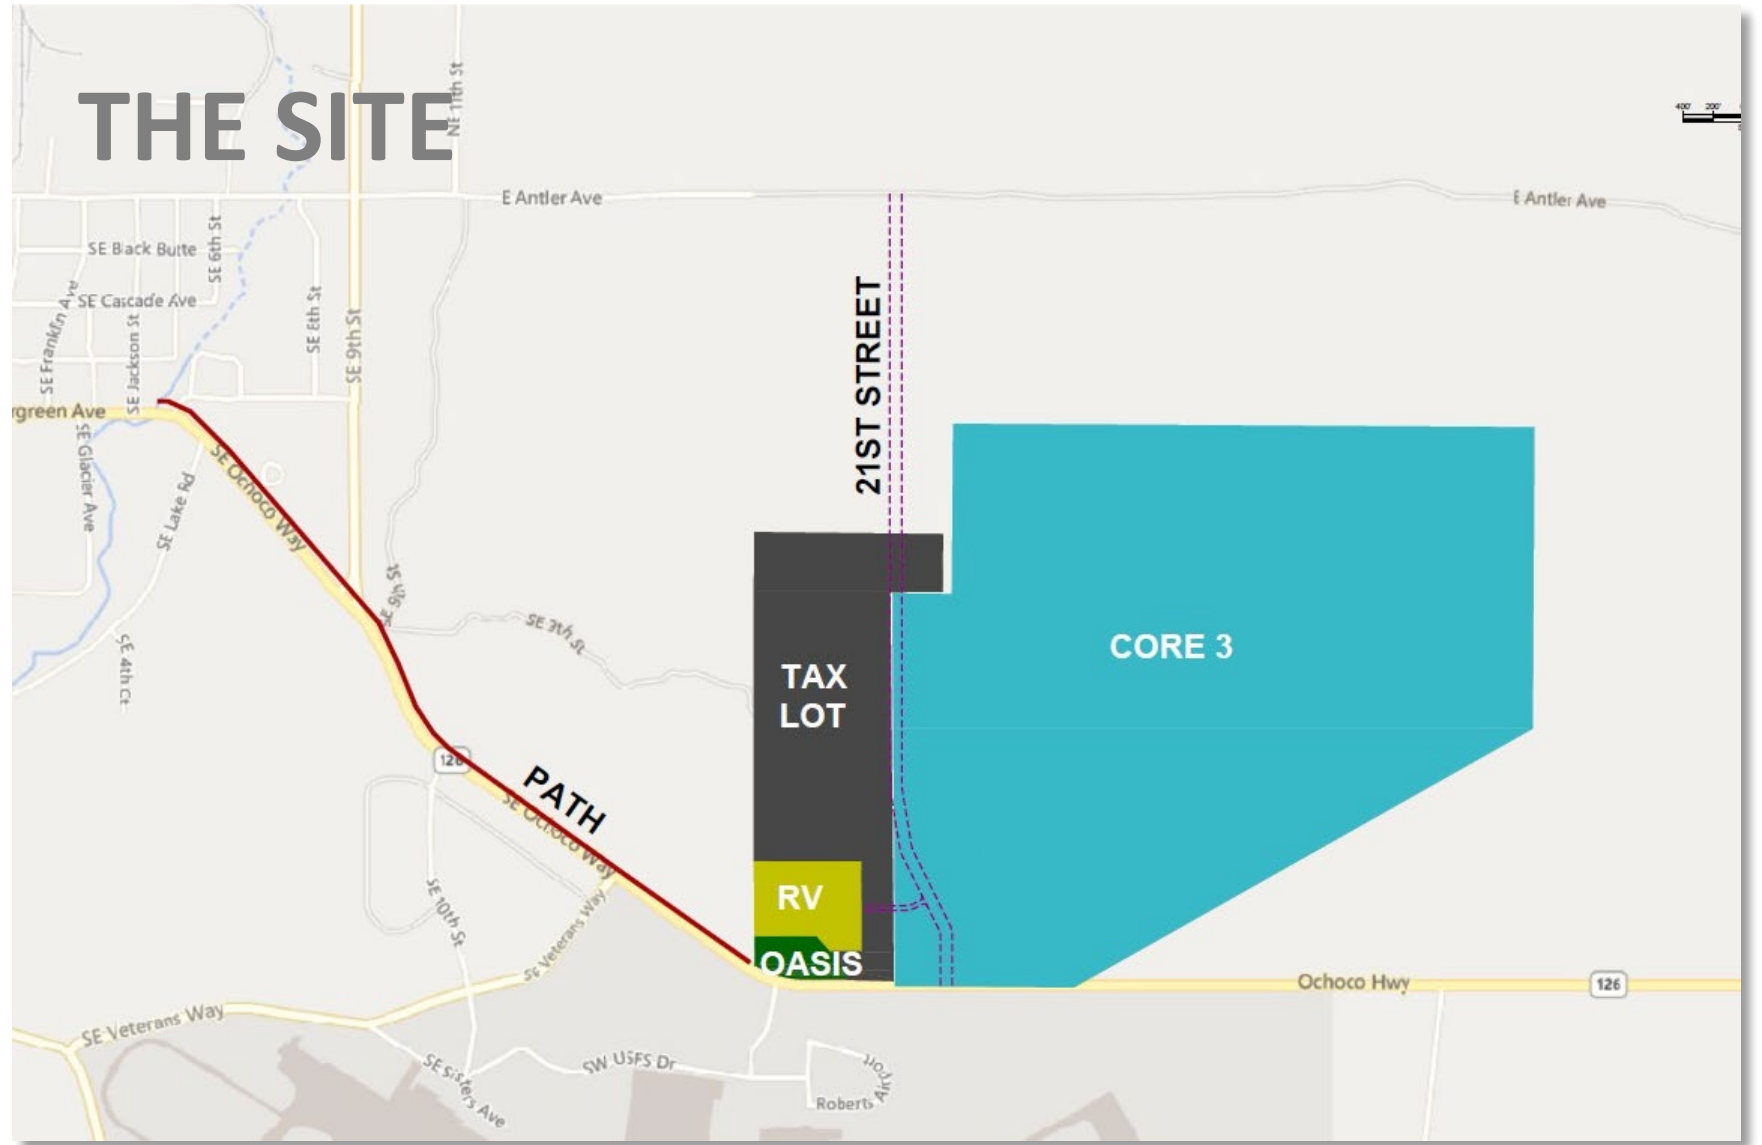 THE SITE
NE 11th St
400' 200'
E Antler Ave
E Antler Ave
SE Black Butte
SE 6th St
SE Cascade Ave
SE Franklin Ave
SE Jackson St
SE 8th St
SE 9th St
21ST STREET
rgreen Ave
SE Glacier Ave
SE Lake Rd
SE Ochoco Way
SE 9th St
SE 4th Ct
CORE 3
TAX
LOT
126
PATH
SE Ochoco Way
RV
SE 10th St
SE Veterans Way
OASIS
Ochoco Hwy
126
SE Veterans Way
SE Sisters Ave
SW USFS Dr
Roberts Airport